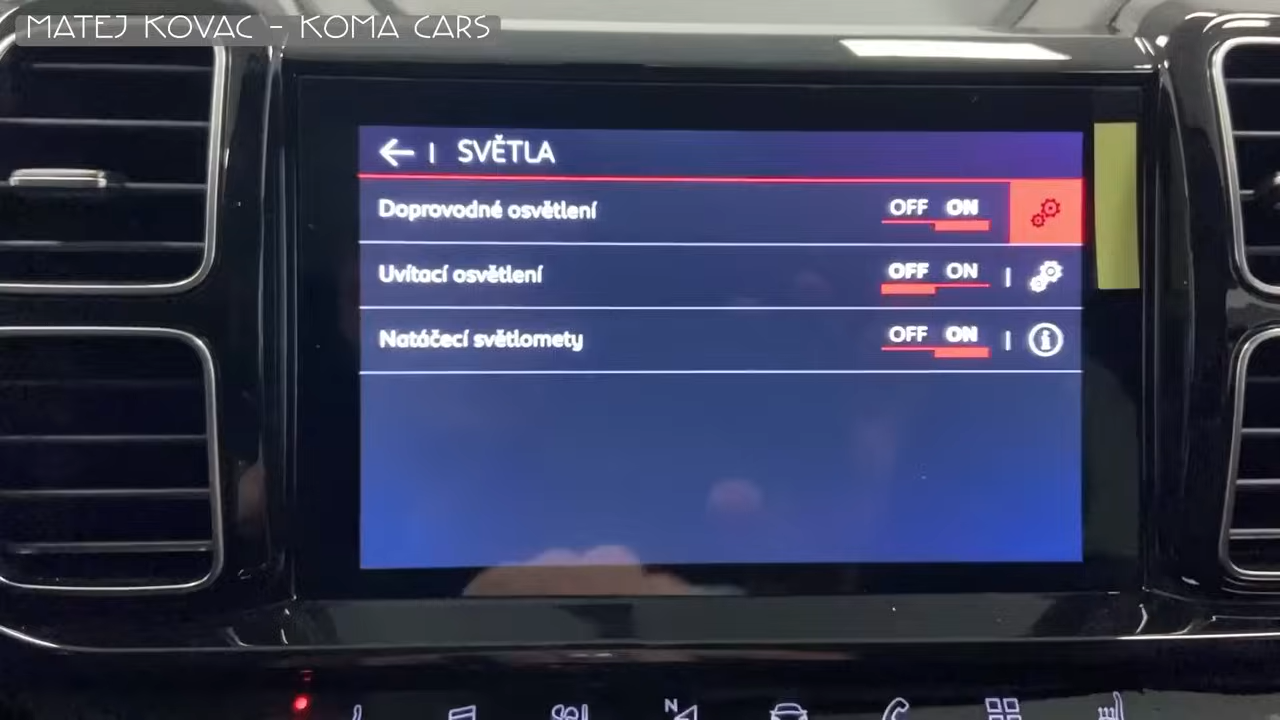 MATEJ KOVAC - KOMA CARS
SVĚTLA
Doprovodné osvětlení OFF ON
Uvítací osvětlení OFF ON
Natáčecí světlomety OFF ON
N